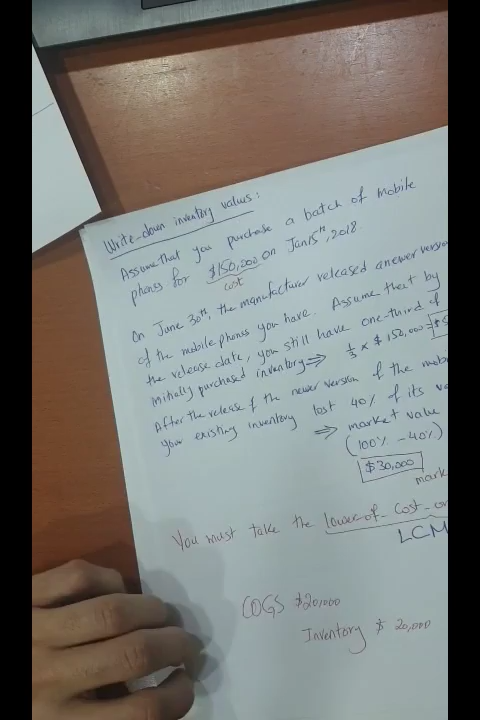 Write-down inventory values:
Assume that you purchase a batch of mobile
phones for $150,000 on Jan 15th, 2018.
cost
On June 30th, the manufacturer released a newer version
of the mobile phones you have. Assume that by
the release date, you still have one-third of
initially purchased inventory ⇒ 1/3 x $ 150,000 = $
After the release of the newer version of the mob
your existing inventory lost 40% of its va
⇒ market value
(100% - 40%)
$30,000
mark
You must take the lower-of-cost-or
LCM
COGS $20,000
Inventory $ 20,000